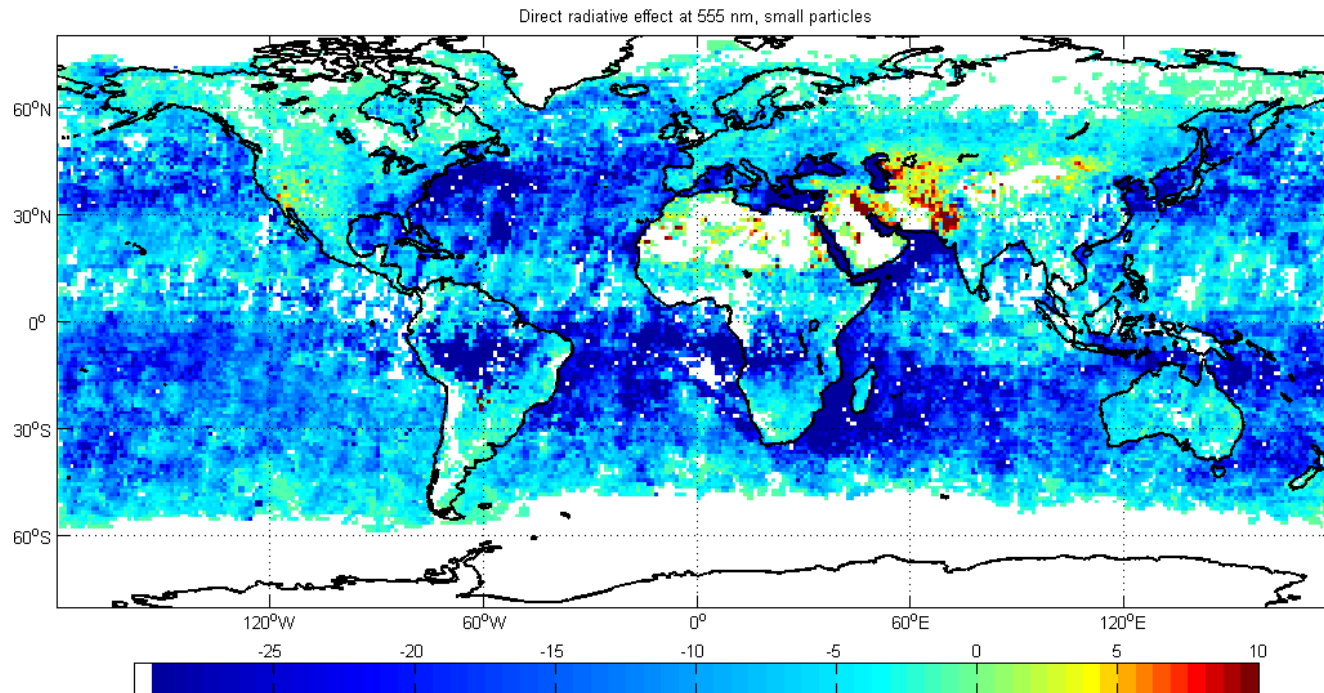 Direct radiative effect at 555 nm, small particles
60°N
30°N
0°
30°S
60°S
120°W 60°W 0° 60°E 120°E
-25 -20 -15 -10 -5 0 5 10